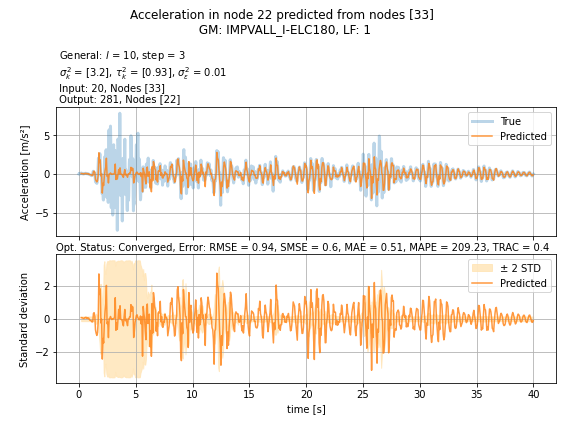 Acceleration in node 22 predicted from nodes [33]
GM: IMPVALL_I-ELC180, LF: 1
General: l = 10, step = 3
σ²ₖ = [3.2], τ²ₖ = [0.93], σ²ε = 0.01
Input: 20, Nodes [33]
Output: 281, Nodes [22]
Acceleration [m/s²]
5
0
−5
True
Predicted
Opt. Status: Converged, Error: RMSE = 0.94, SMSE = 0.6, MAE = 0.51, MAPE = 209.23, TRAC = 0.4
Standard deviation
2
0
−2
± 2 STD
Predicted
0 5 10 15 20 25 30 35 40
time [s]